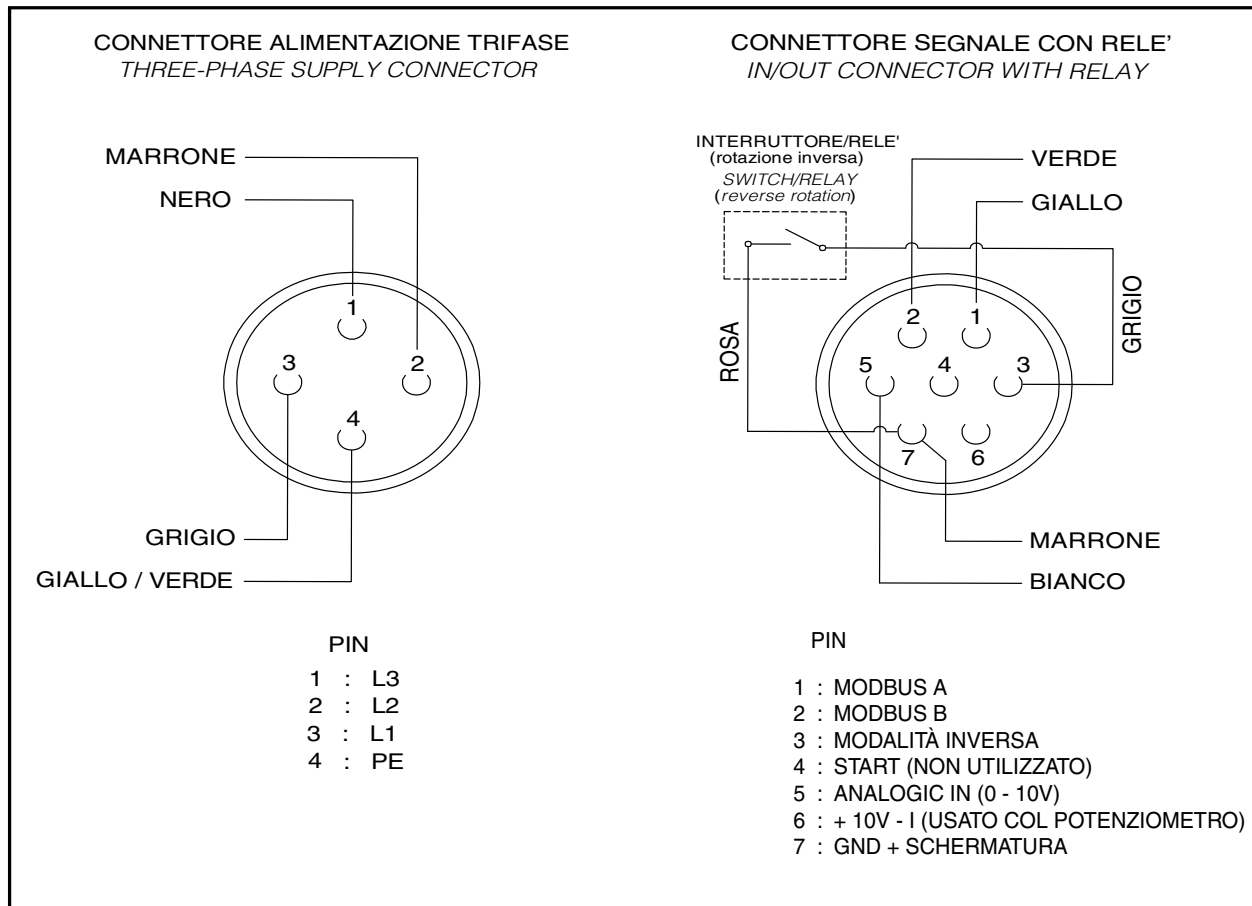 CONNETTORE ALIMENTAZIONE TRIFASE
THREE-PHASE SUPPLY CONNECTOR
MARRONE
NERO
1
3
2
4
GRIGIO
GIALLO / VERDE
PIN
1 : L3
2 : L2
3 : L1
4 : PE
CONNETTORE SEGNALE CON RELE'
IN/OUT CONNECTOR WITH RELAY
INTERRUTTORE/RELE'
(rotazione inversa)
SWITCH/RELAY
(reverse rotation)
VERDE
GIALLO
ROSA
GRIGIO
2
1
5
4
3
7
6
MARRONE
BIANCO
PIN
1 : MODBUS A
2 : MODBUS B
3 : MODALITÀ INVERSA
4 : START (NON UTILIZZATO)
5 : ANALOGIC IN (0 - 10V)
6 : + 10V - I (USATO COL POTENZIOMETRO)
7 : GND + SCHERMATURA